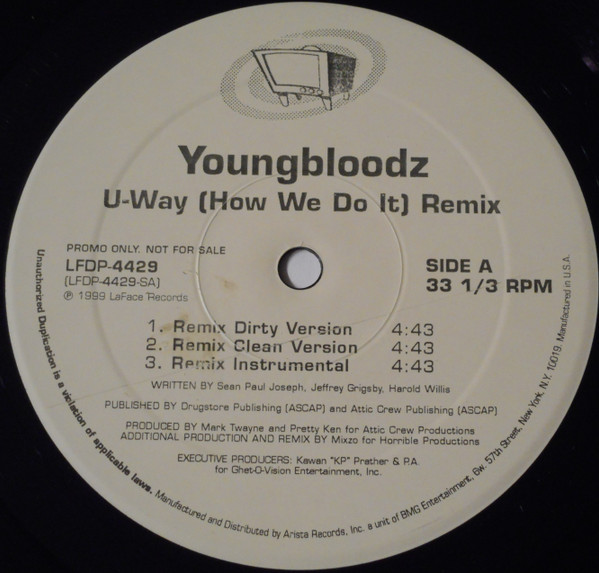 Youngbloodz
U-Way (How We Do It) Remix
PROMO ONLY. NOT FOR SALE
LFDP-4429
(LFDP-4429-SA)
℗ 1999 LaFace Records
SIDE A
33 1/3 RPM
1. Remix Dirty Version 4:43
2. Remix Clean Version 4:43
3. Remix Instrumental 4:43
WRITTEN BY Sean Paul Joseph, Jeffrey Grigsby, Harold Willis
PUBLISHED BY Drugstore Publishing (ASCAP) and Attic Crew Publishing (ASCAP)
PRODUCED BY Mark Twayne and Pretty Ken for Attic Crew Productions
ADDITIONAL PRODUCTION AND REMIX BY Mixzo for Horrible Productions
EXECUTIVE PRODUCERS: Kawan "KP" Prather & P.A.
for Ghet-O-Vision Entertainment, Inc.
Unauthorized Duplication is a violation of applicable laws. Manufactured and Distributed by Arista Records, Inc. a unit of BMG Entertainment, Bw. 57th Street, New York, N.Y. 10019. Manufactured in U.S.A.